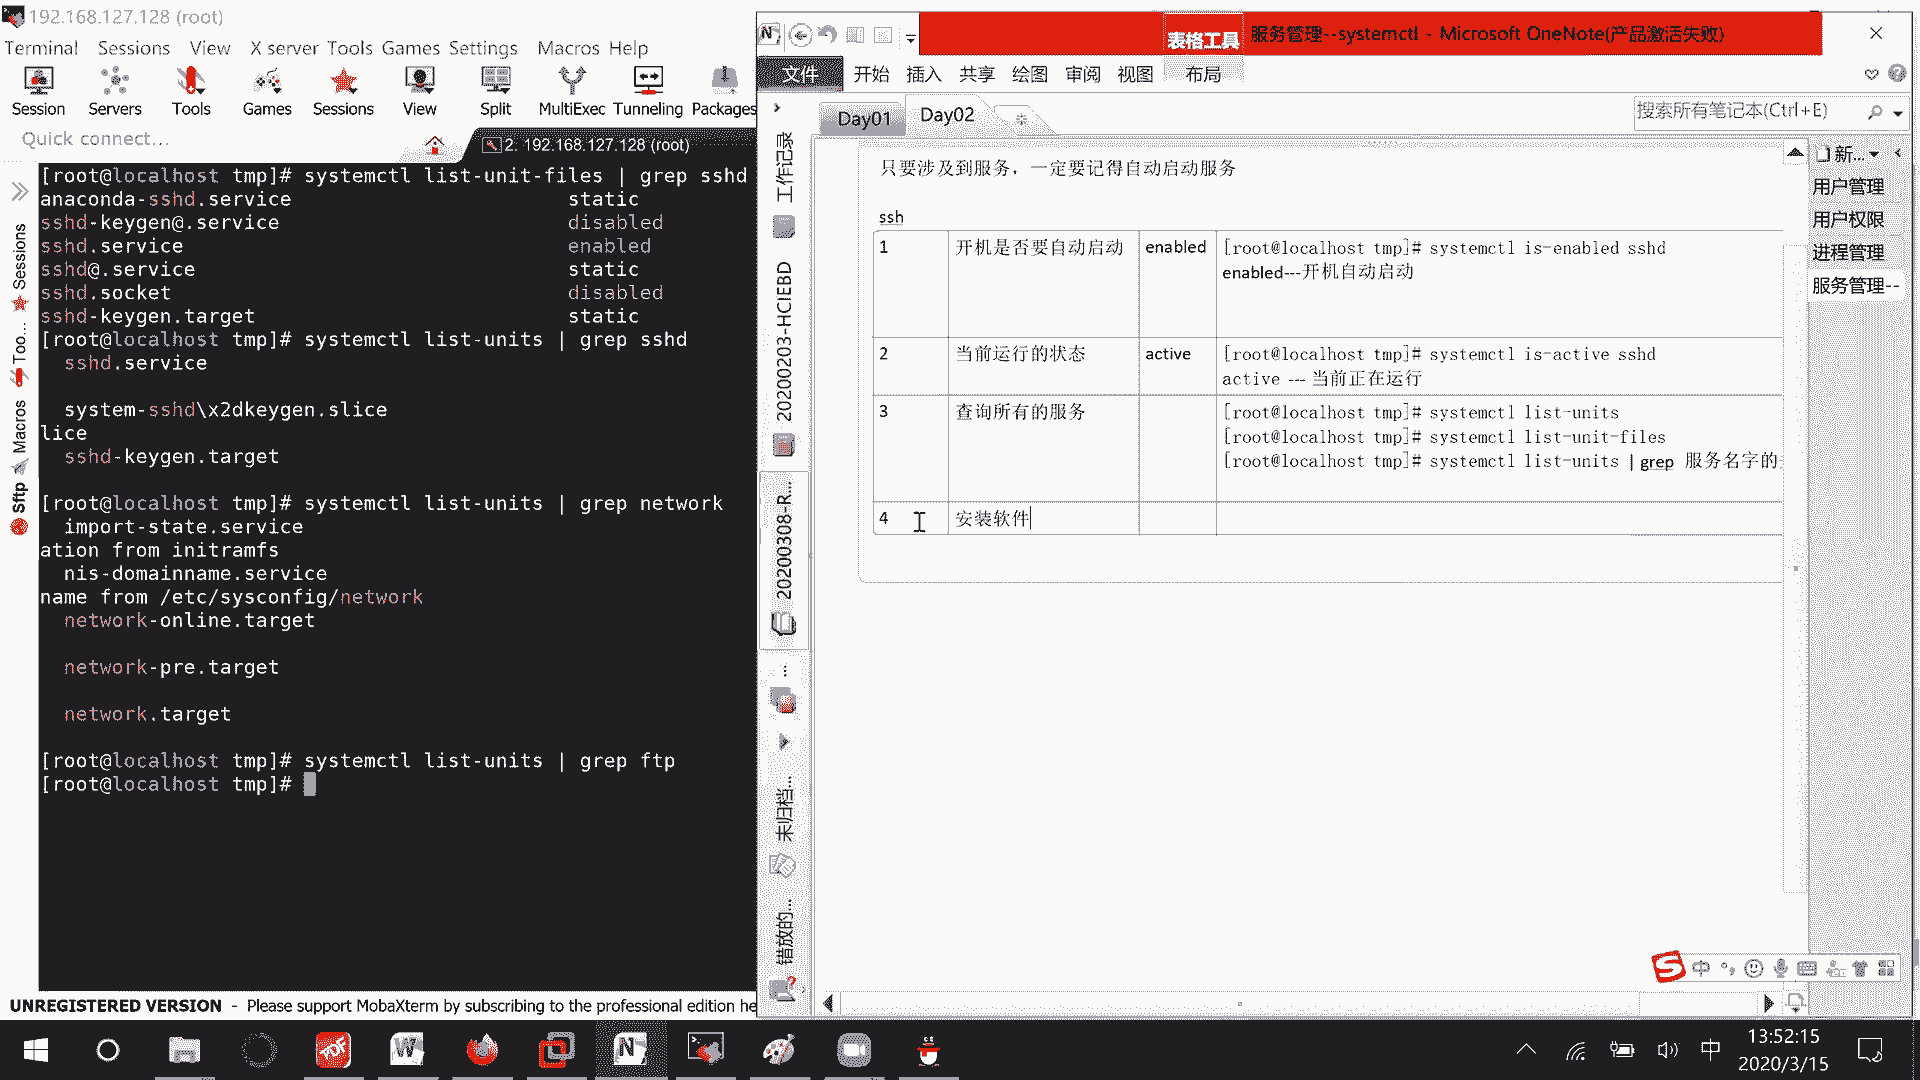 192.168.127.128 (root)
Terminal Sessions View X server Tools Games Settings Macros Help
Session Servers Tools Games Sessions View Split MultiExec Tunneling Packages
Quick connect...
2. 192.168.127.128 (root)
Sessions
Too...
Macros
Sftp
[root@localhost tmp]# systemctl list-unit-files | grep sshd
anaconda-sshd.service static
sshd-keygen@.service disabled
sshd.service enabled
sshd@.service static
sshd.socket disabled
sshd-keygen.target static
[root@localhost tmp]# systemctl list-units | grep sshd
sshd.service
system-sshd\x2dkeygen.slice
lice
sshd-keygen.target
[root@localhost tmp]# systemctl list-units | grep network
import-state.service
ation from initramfs
nis-domainname.service
name from /etc/sysconfig/network
network-online.target
network-pre.target
network.target
[root@localhost tmp]# systemctl list-units | grep ftp
[root@localhost tmp]#
UNREGISTERED VERSION - Please support MobaXterm by subscribing to the professional edition he
表格工具
服务管理--systemctl - Microsoft OneNote(产品激活失败)
文件 开始 插入 共享 绘图 审阅 视图 布局
Day01 Day02
搜索所有笔记本(Ctrl+E)
工作记录
20200203-HCIEBD
20200308-R...
未归档...
错放的...
只要涉及到服务，一定要记得自动启动服务
ssh
1 开机是否要自动启动 enabled [root@localhost tmp]# systemctl is-enabled sshd
enabled---开机自动启动
2 当前运行的状态 active [root@localhost tmp]# systemctl is-active sshd
active --- 当前正在运行
3 查询所有的服务 [root@localhost tmp]# systemctl list-units
[root@localhost tmp]# systemctl list-unit-files
[root@localhost tmp]# systemctl list-units | grep 服务名字的
4 安装软件
新...
用户管理
用户权限
进程管理
服务管理--
中
中
13:52:15
2020/3/15